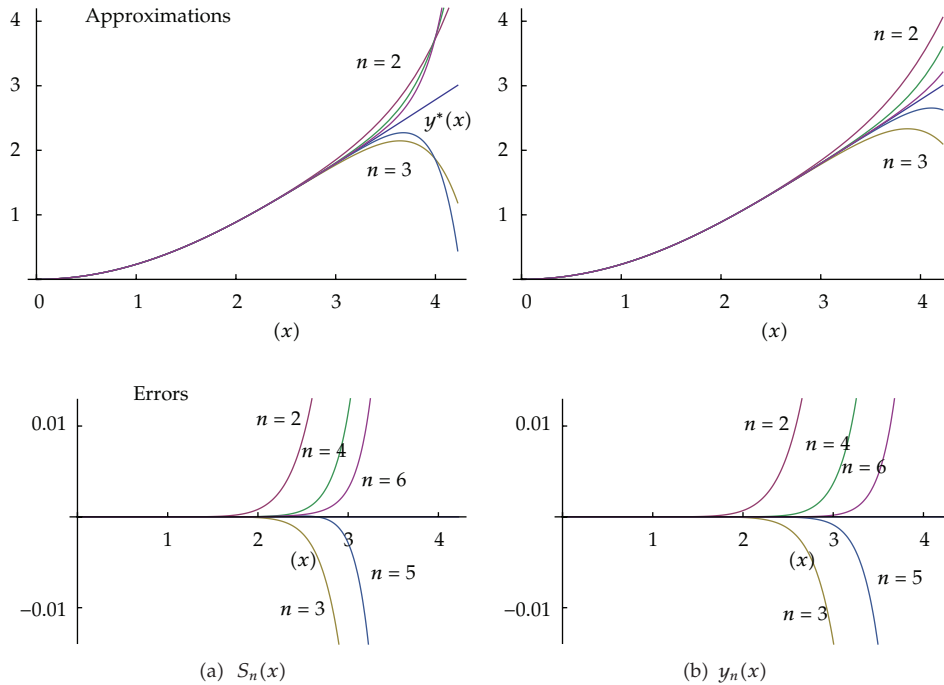 Approximations
4
3
2
1
n = 2
y*(x)
n = 3
0 1 2 3 4
(x)
4
3
2
1
n = 2
n = 3
0 1 2 3 4
(x)
Errors
0.01
−0.01
n = 2
n = 4
n = 6
1 2 3 4
(x)
n = 5
n = 3
(a) Sn(x)
0.01
−0.01
n = 2
n = 4
n = 6
1 2 3 4
(x)
n = 5
n = 3
(b) yn(x)